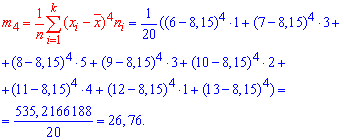 m₄ = 1/n ∑ᵢ₌₁ᵏ (xᵢ − x̄)⁴ nᵢ = 1/20 ((6 − 8,15)⁴ · 1 + (7 − 8,15)⁴ · 3 +
+ (8 − 8,15)⁴ · 5 + (9 − 8,15)⁴ · 3 + (10 − 8,15)⁴ · 2 +
+ (11 − 8,15)⁴ · 4 + (12 − 8,15)⁴ · 1 + (13 − 8,15)⁴) =
= 535,2166188/20 = 26,76.